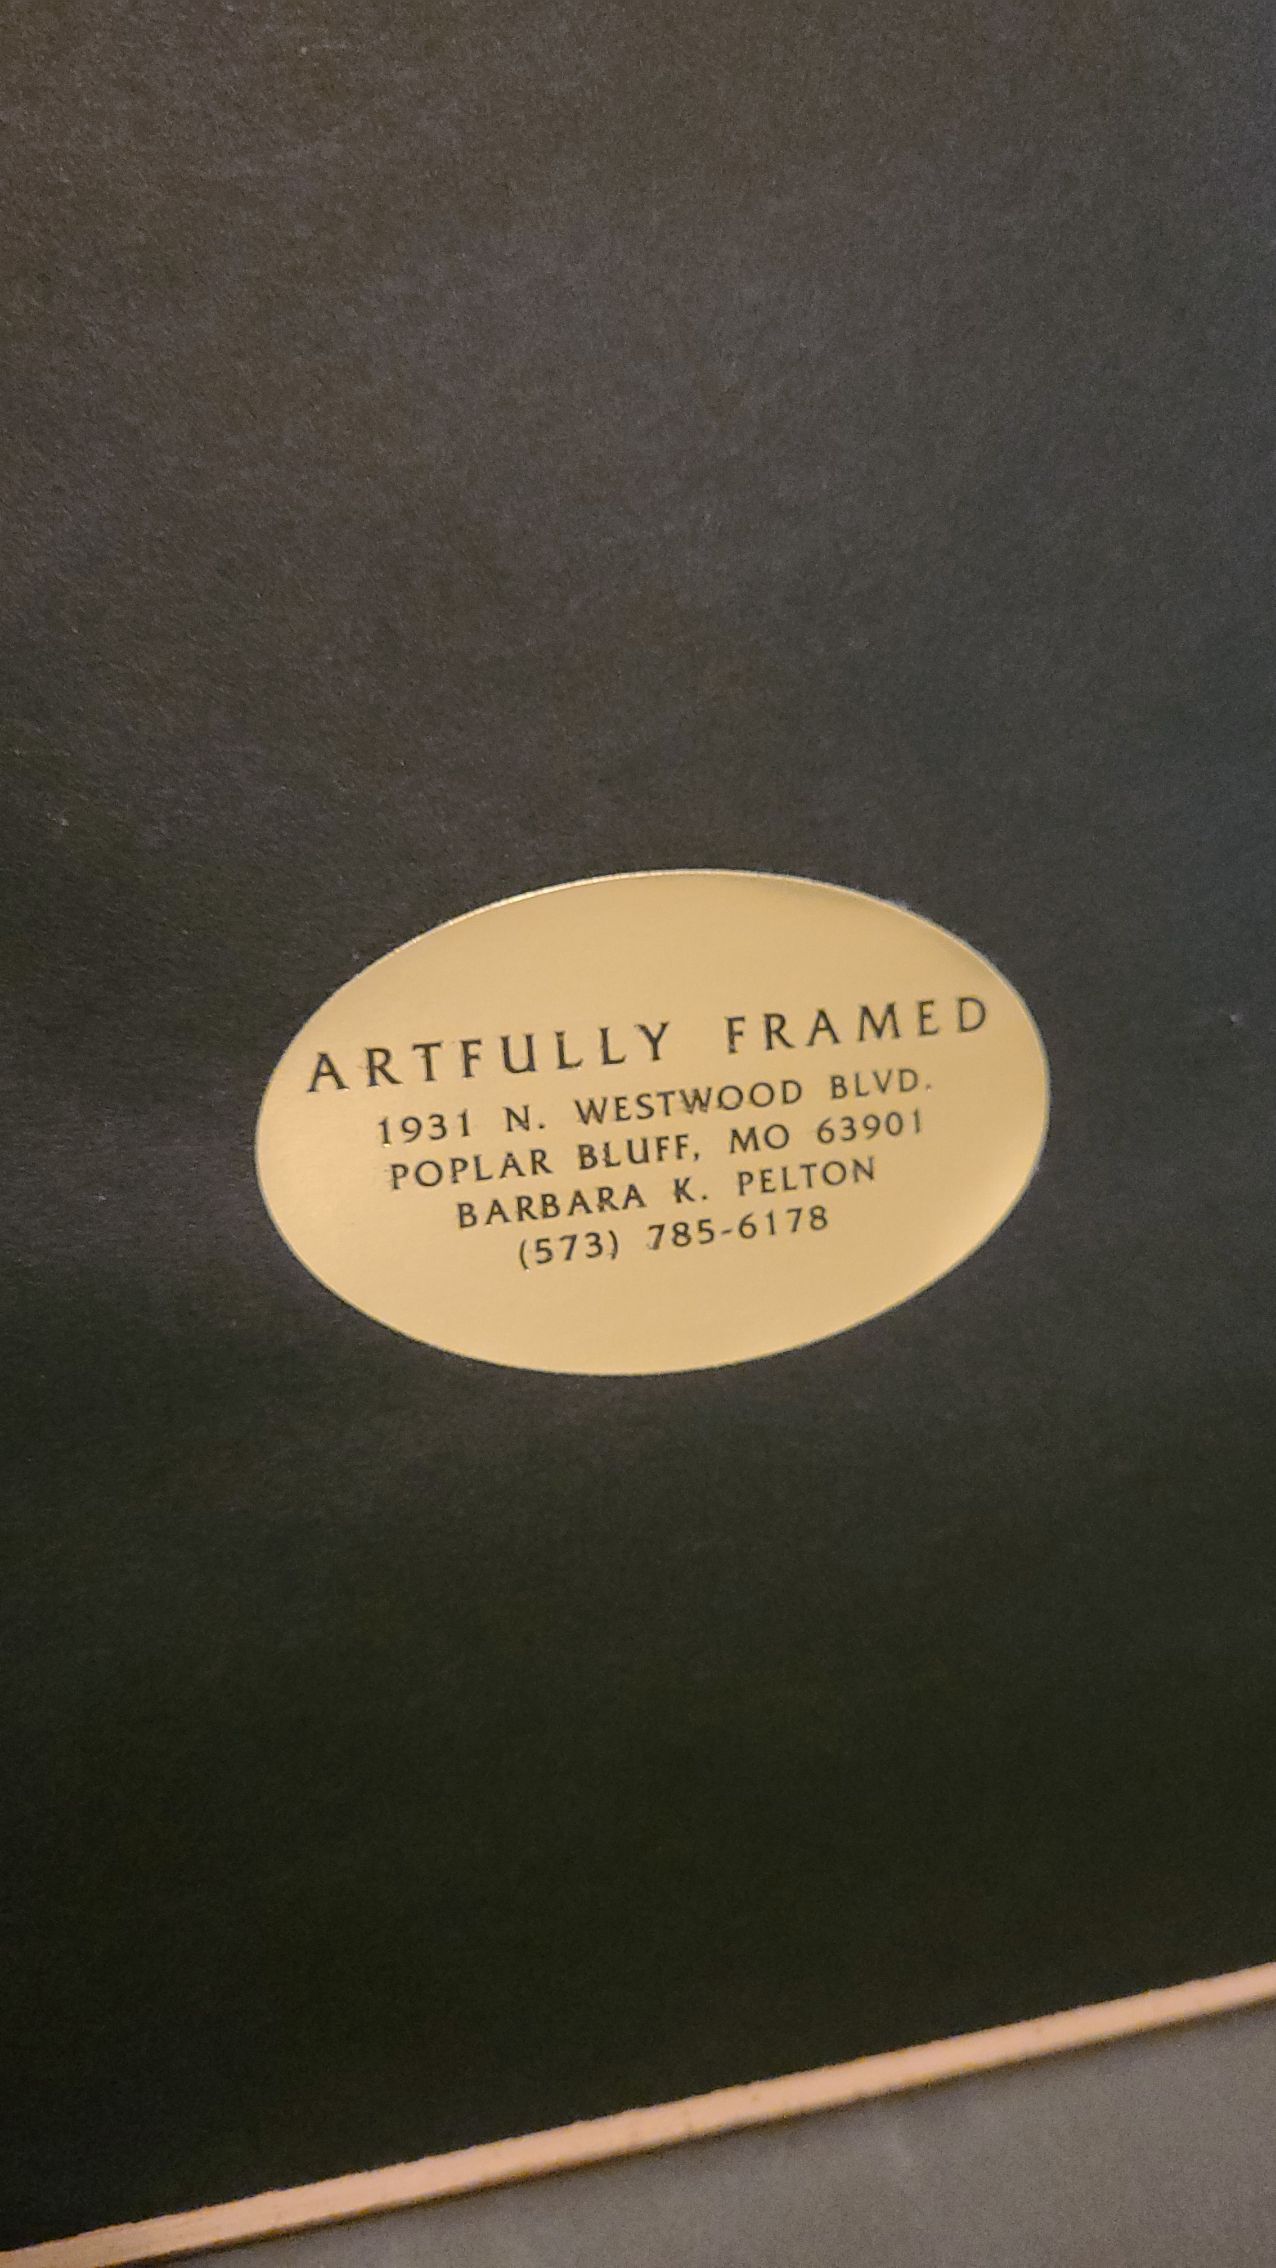 ARTFULLY FRAMED
1931 N. WESTWOOD BLVD.
POPLAR BLUFF, MO 63901
BARBARA K. PELTON
(573) 785-6178